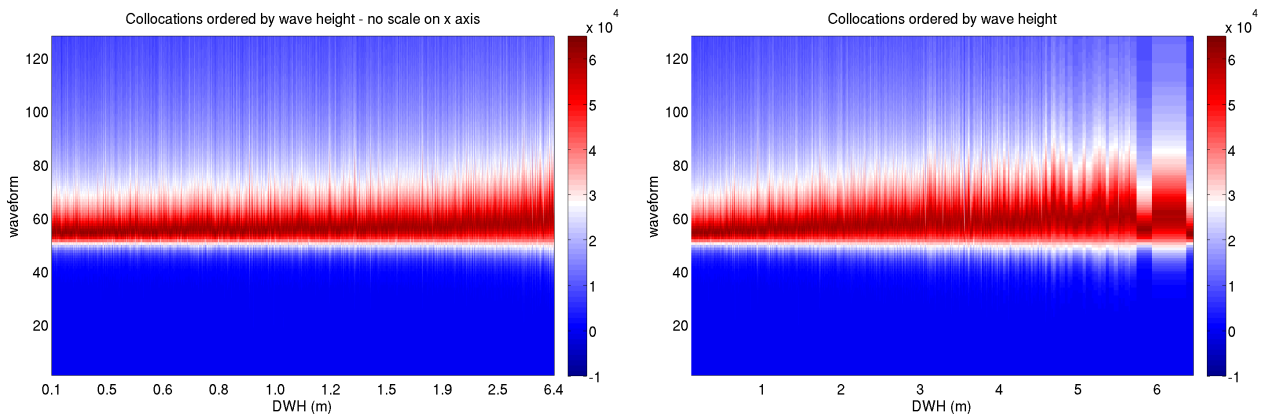 Collocations ordered by wave height - no scale on x axis
x 10^4
120
100
80
60
40
20
waveform
0.1 0.5 0.6 0.8 1.0 1.2 1.5 1.9 2.5 6.4
DWH (m)
6
5
4
3
2
1
0
-1
Collocations ordered by wave height
x 10^4
120
100
80
60
40
20
waveform
1 2 3 4 5 6
DWH (m)
6
5
4
3
2
1
0
-1